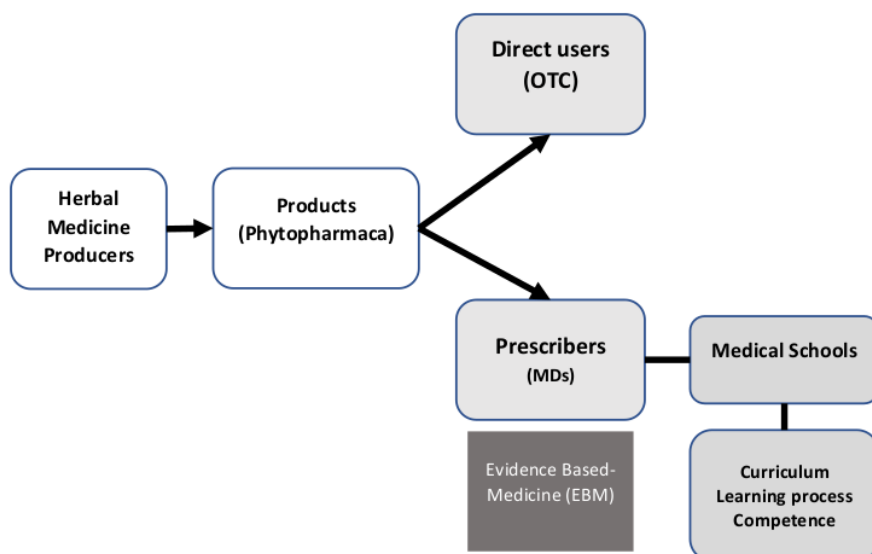 Direct users
(OTC)
Herbal
Medicine
Producers
Products
(Phytopharmaca)
Prescribers
(MDs)
Medical Schools
Evidence Based-
Medicine (EBM)
Curriculum
Learning process
Competence